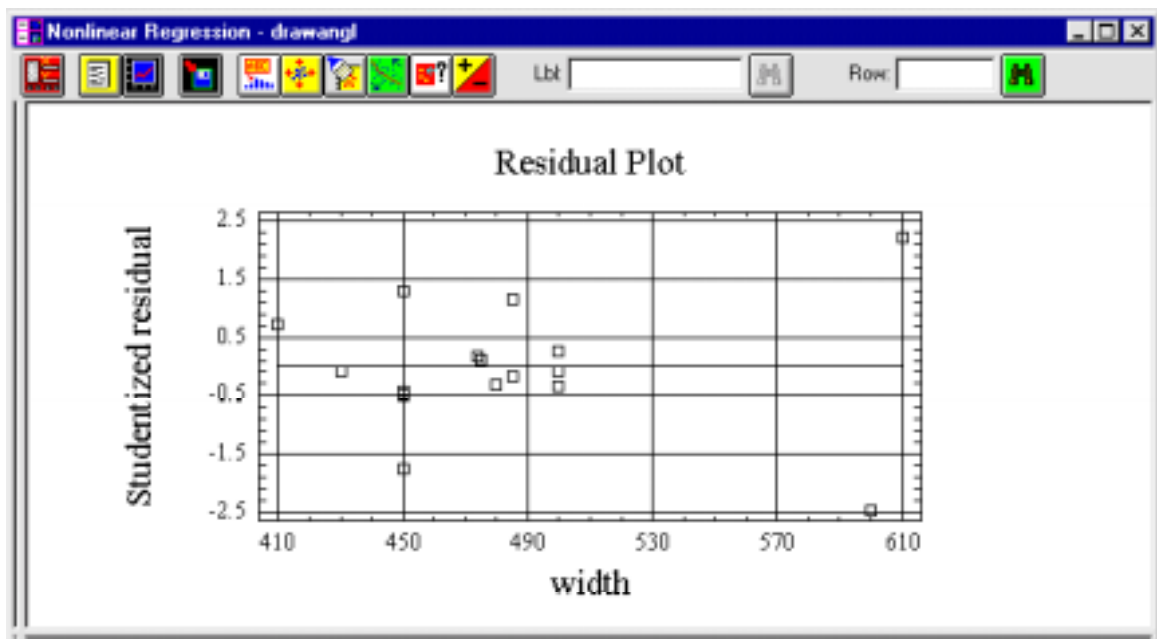 Nonlinear Regression - drawangl
Lbl:
Row:
Residual Plot
Studentized residual
2.5
1.5
0.5
-0.5
-1.5
-2.5
410 450 490 530 570 610
width